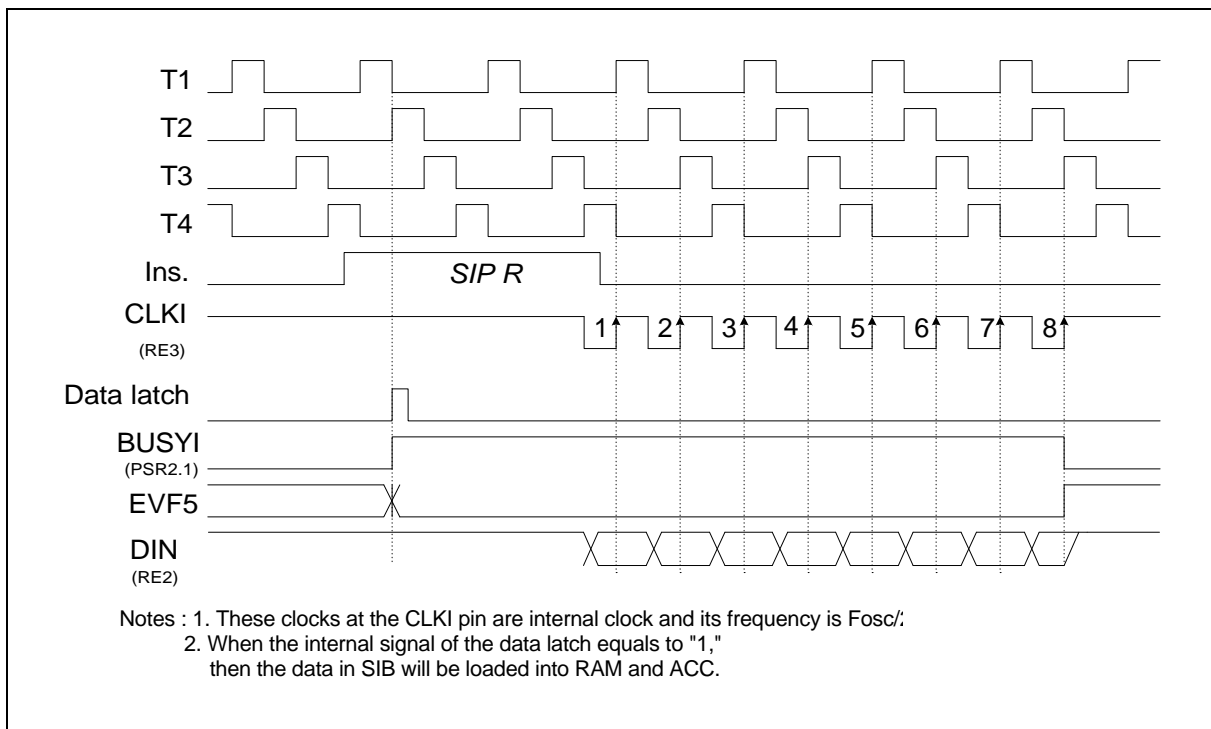 T1
T2
T3
T4
Ins.
SIP R
CLKI
(RE3)
1 2 3 4 5 6 7 8
Data latch
BUSYI
(PSR2.1)
EVF5
DIN
(RE2)
Notes : 1. These clocks at the CLKI pin are internal clock and its frequency is
2. When the internal signal of the data latch equals to "1,"
then the data in SIB will be loaded into RAM and ACC.